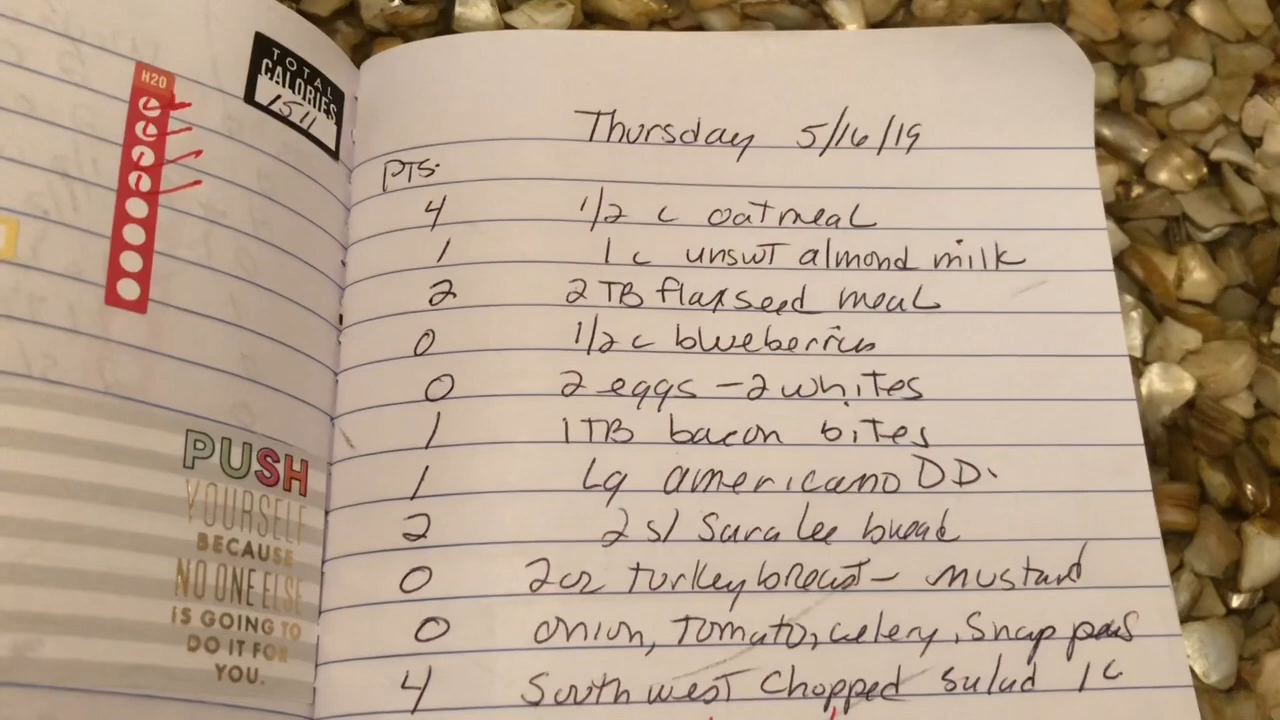 H20
TOTAL
CALORIES
1511
PUSH
YOURSELF
BECAUSE
NO ONE ELSE
IS GOING TO
DO IT FOR
YOU.
Thursday 5/16/19
PTS.
4 1/2 c oatmeal
1 1 c unswt almond milk
2 2 TB flaxseed meal
0 1/2 c blueberries
0 2 eggs - 2 whites
1 1 TB bacon bites
1 Lg americano DD.
2 2 sl Sara Lee bread
0 2oz turkey breast - mustard
0 onion, tomato, celery, snap peas
4 Southwest Chopped Salad 1 c